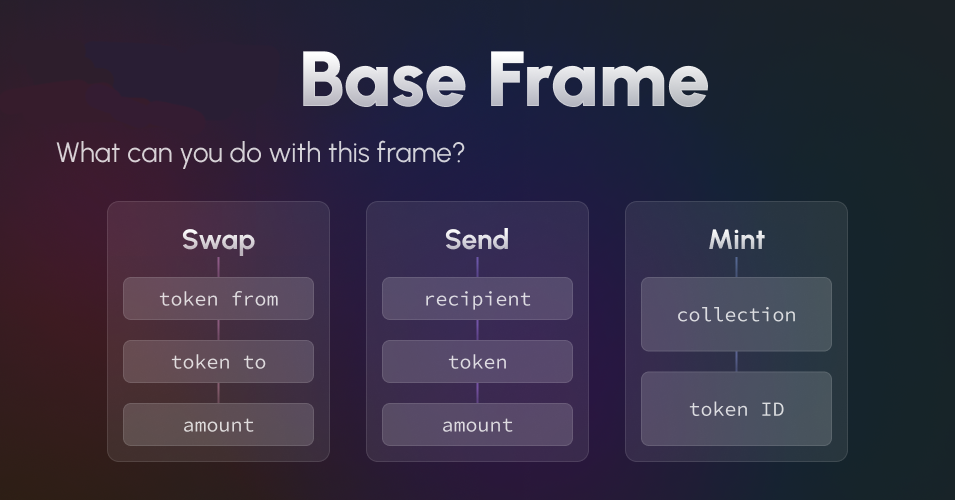 Base Frame
What can you do with this frame?
Swap
token from
token to
amount
Send
recipient
token
amount
Mint
collection
token ID